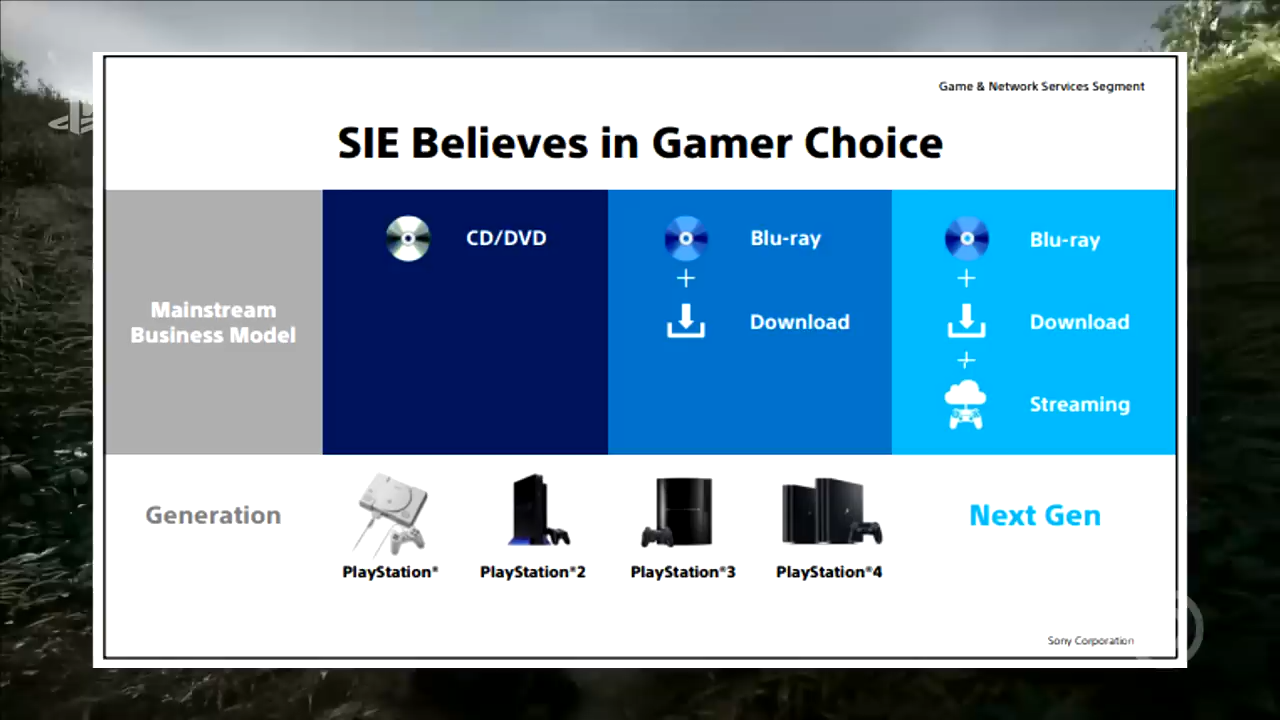 Game & Network Services Segment
SIE Believes in Gamer Choice
Mainstream
Business Model
CD/DVD
Blu-ray
+
Download
Blu-ray
+
Download
+
Streaming
Generation
PlayStation®
PlayStation®2
PlayStation®3
PlayStation®4
Next Gen
Sony Corporation